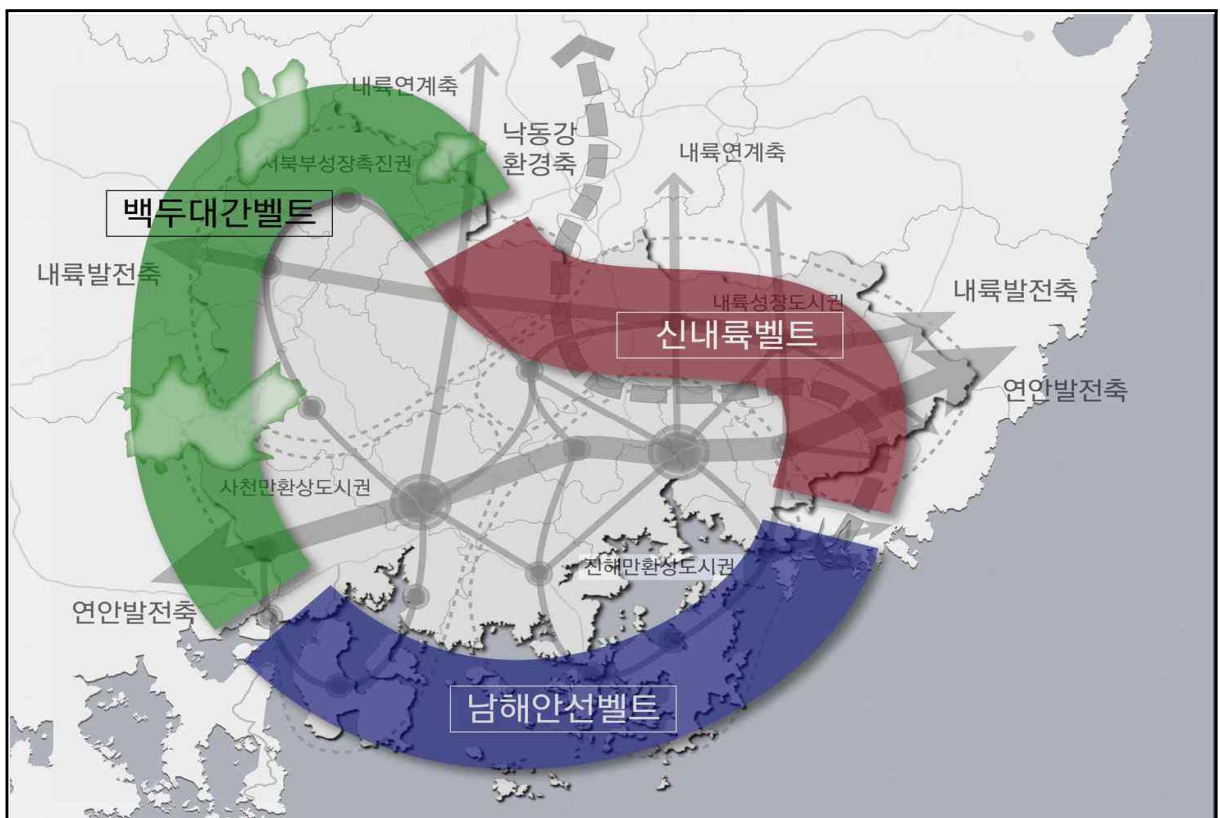 내륙연계축
낙동강
환경축
내륙연계축
서북부성장촉진권
백두대간벨트
내륙발전축
내륙성장도시권
내륙발전축
신내륙벨트
연안발전축
사천만환상도시권
진해만환상도시권
연안발전축
남해안선벨트